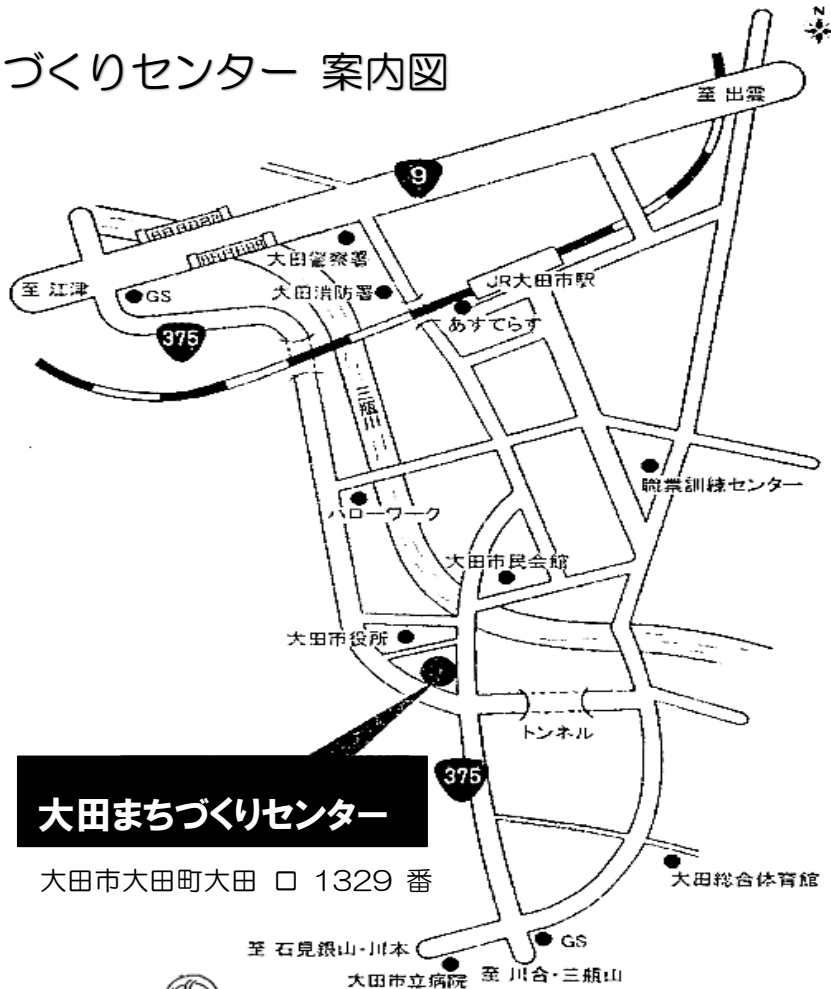 づくりセンター 案内図
N
至 出雲
9
大田警察署
至 江津
GS
大田消防署
JR大田市駅
あすてらす
375
三瓶川
職業訓練センター
ハローワーク
大田市民会館
大田市役所
トンネル
375
大田まちづくりセンター
大田市大田町大田 ロ 1329 番
大田総合体育館
至 石見銀山・川本
GS
大田市立病院
至 川合・三瓶山